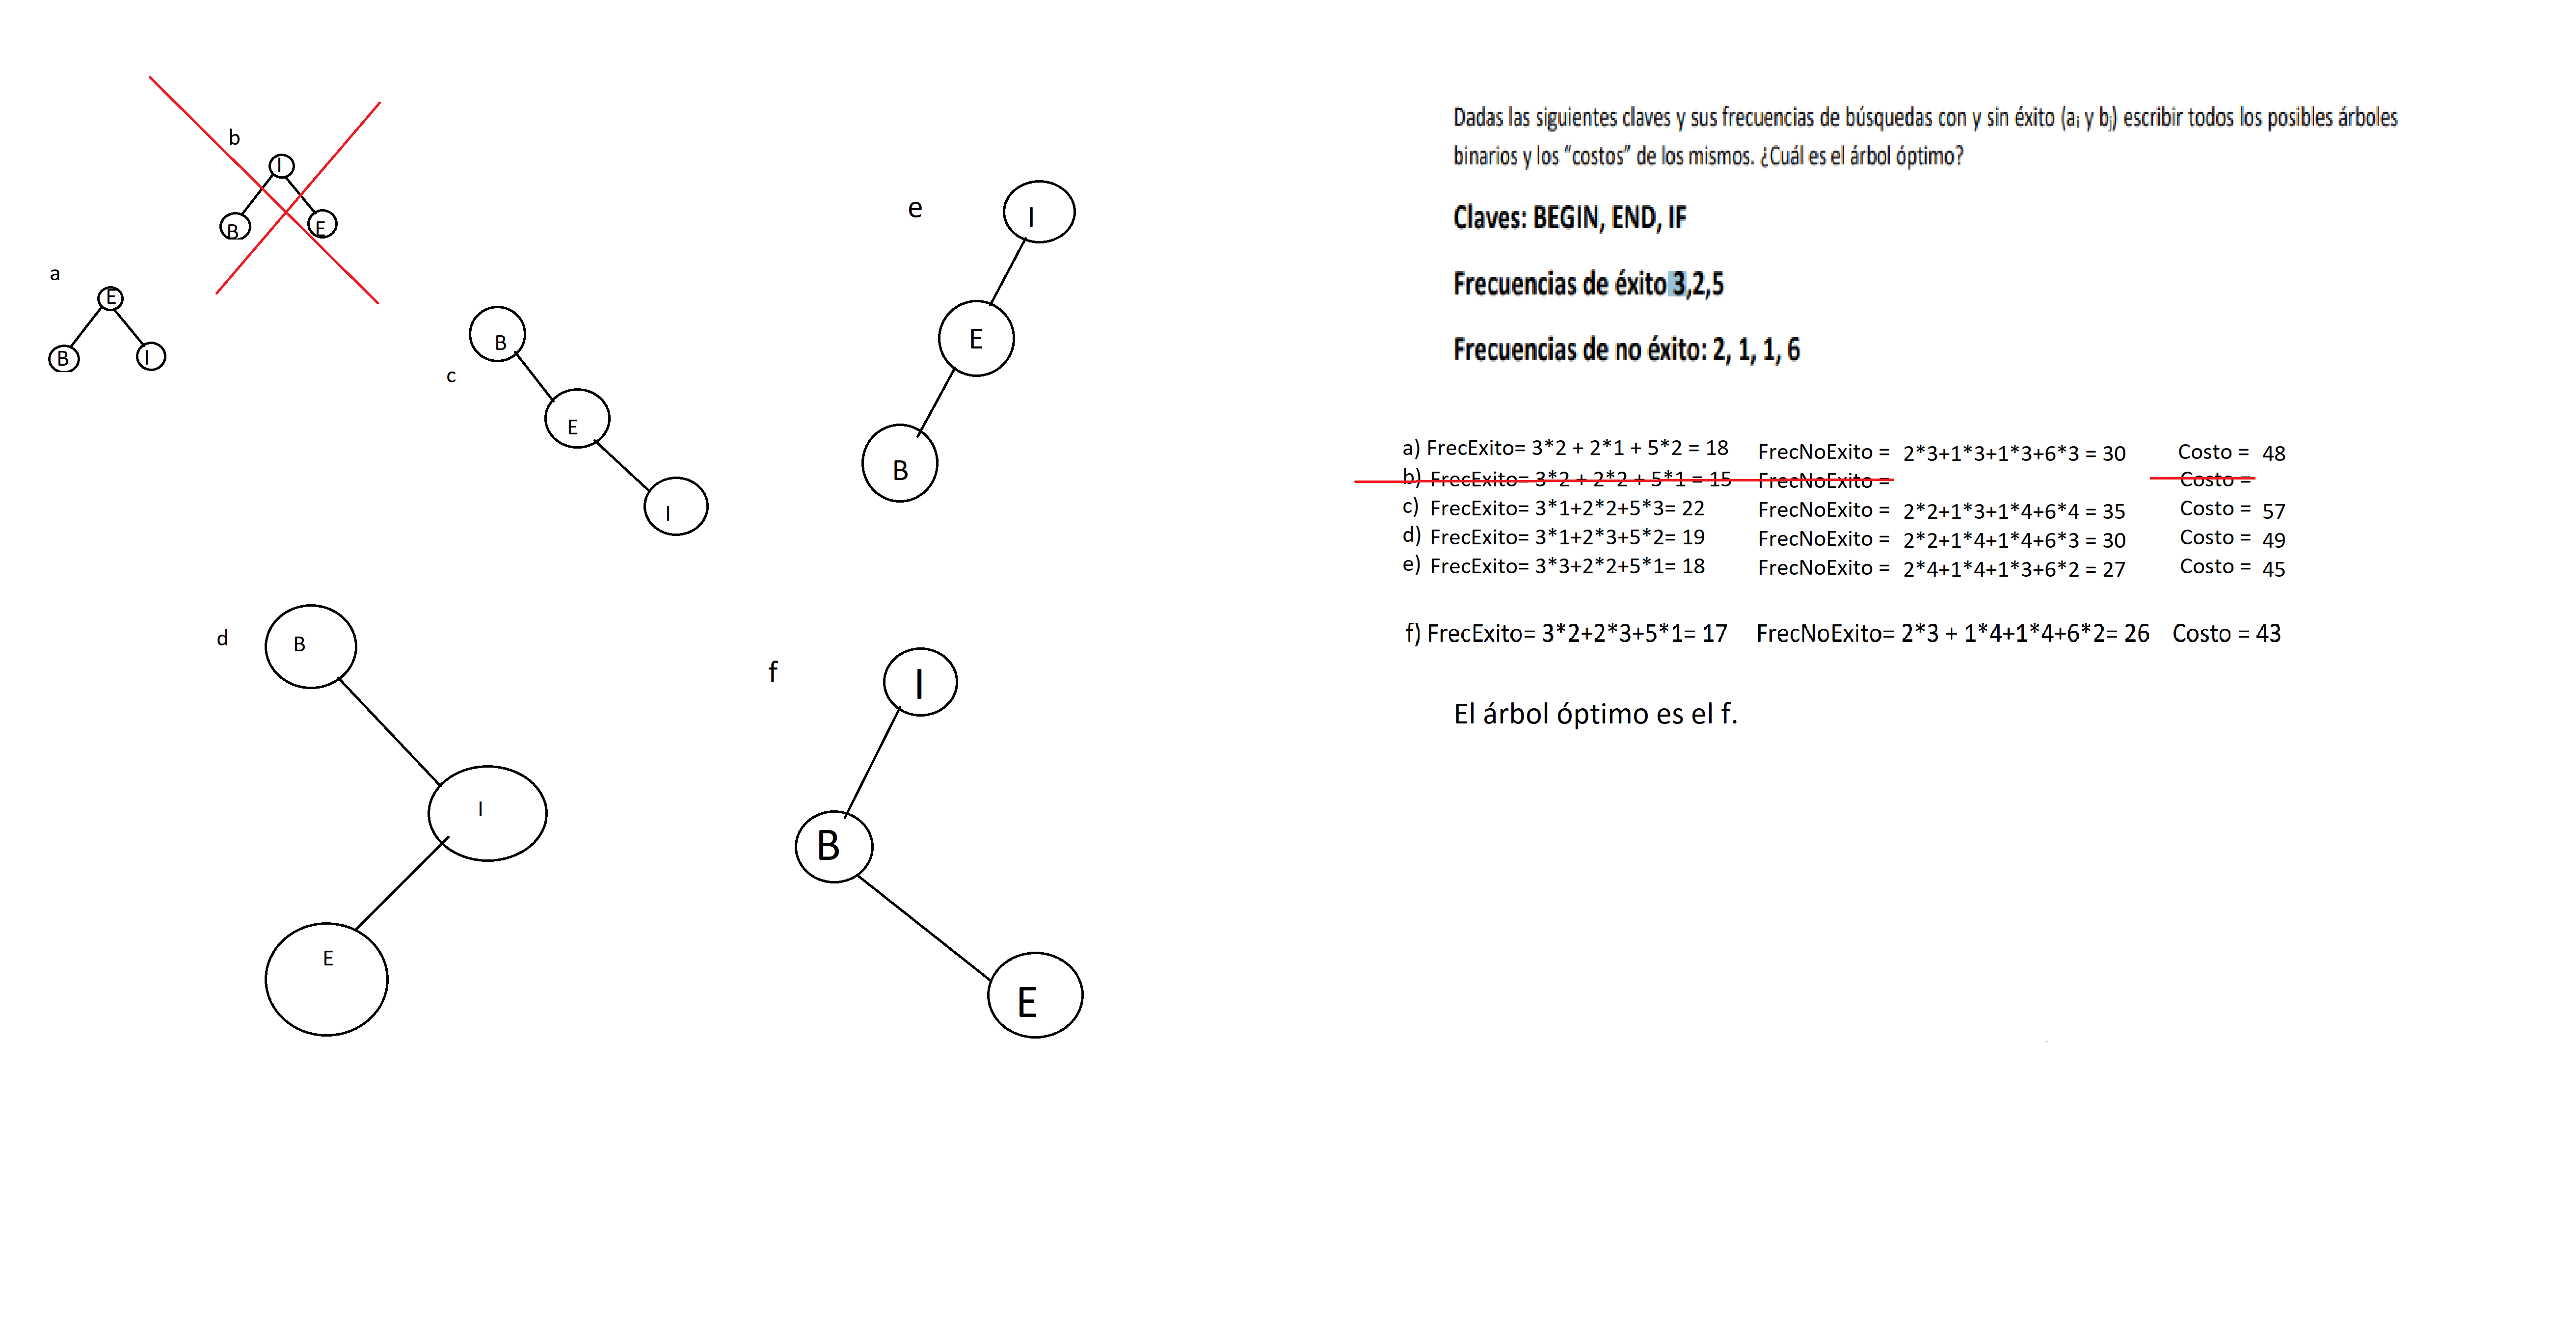 b
I
B
E
a
E
B
I
c
B
E
I
e
I
E
B
d
B
I
E
f
I
B
E
Dadas las siguientes claves y sus frecuencias de búsquedas con y sin éxito (aᵢ y bⱼ) escribir todos los posibles árboles
binarios y los “costos” de los mismos. ¿Cuál es el árbol óptimo?
Claves: BEGIN, END, IF
Frecuencias de éxito 3,2,5
Frecuencias de no éxito: 2, 1, 1, 6
a) FrecExito= 3*2 + 2*1 + 5*2 = 18 FrecNoExito = 2*3+1*3+1*3+6*3 = 30 Costo = 48
b) FrecExito= 3*2 + 2*2 + 5*1 = 15 FrecNoExito = Costo =
c) FrecExito= 3*1+2*2+5*3= 22 FrecNoExito = 2*2+1*3+1*4+6*4 = 35 Costo = 57
d) FrecExito= 3*1+2*3+5*2= 19 FrecNoExito = 2*2+1*4+1*4+6*3 = 30 Costo = 49
e) FrecExito= 3*3+2*2+5*1= 18 FrecNoExito = 2*4+1*4+1*3+6*2 = 27 Costo = 45
f) FrecExito= 3*2+2*3+5*1= 17 FrecNoExito= 2*3 + 1*4+1*4+6*2= 26 Costo = 43
El árbol óptimo es el f.